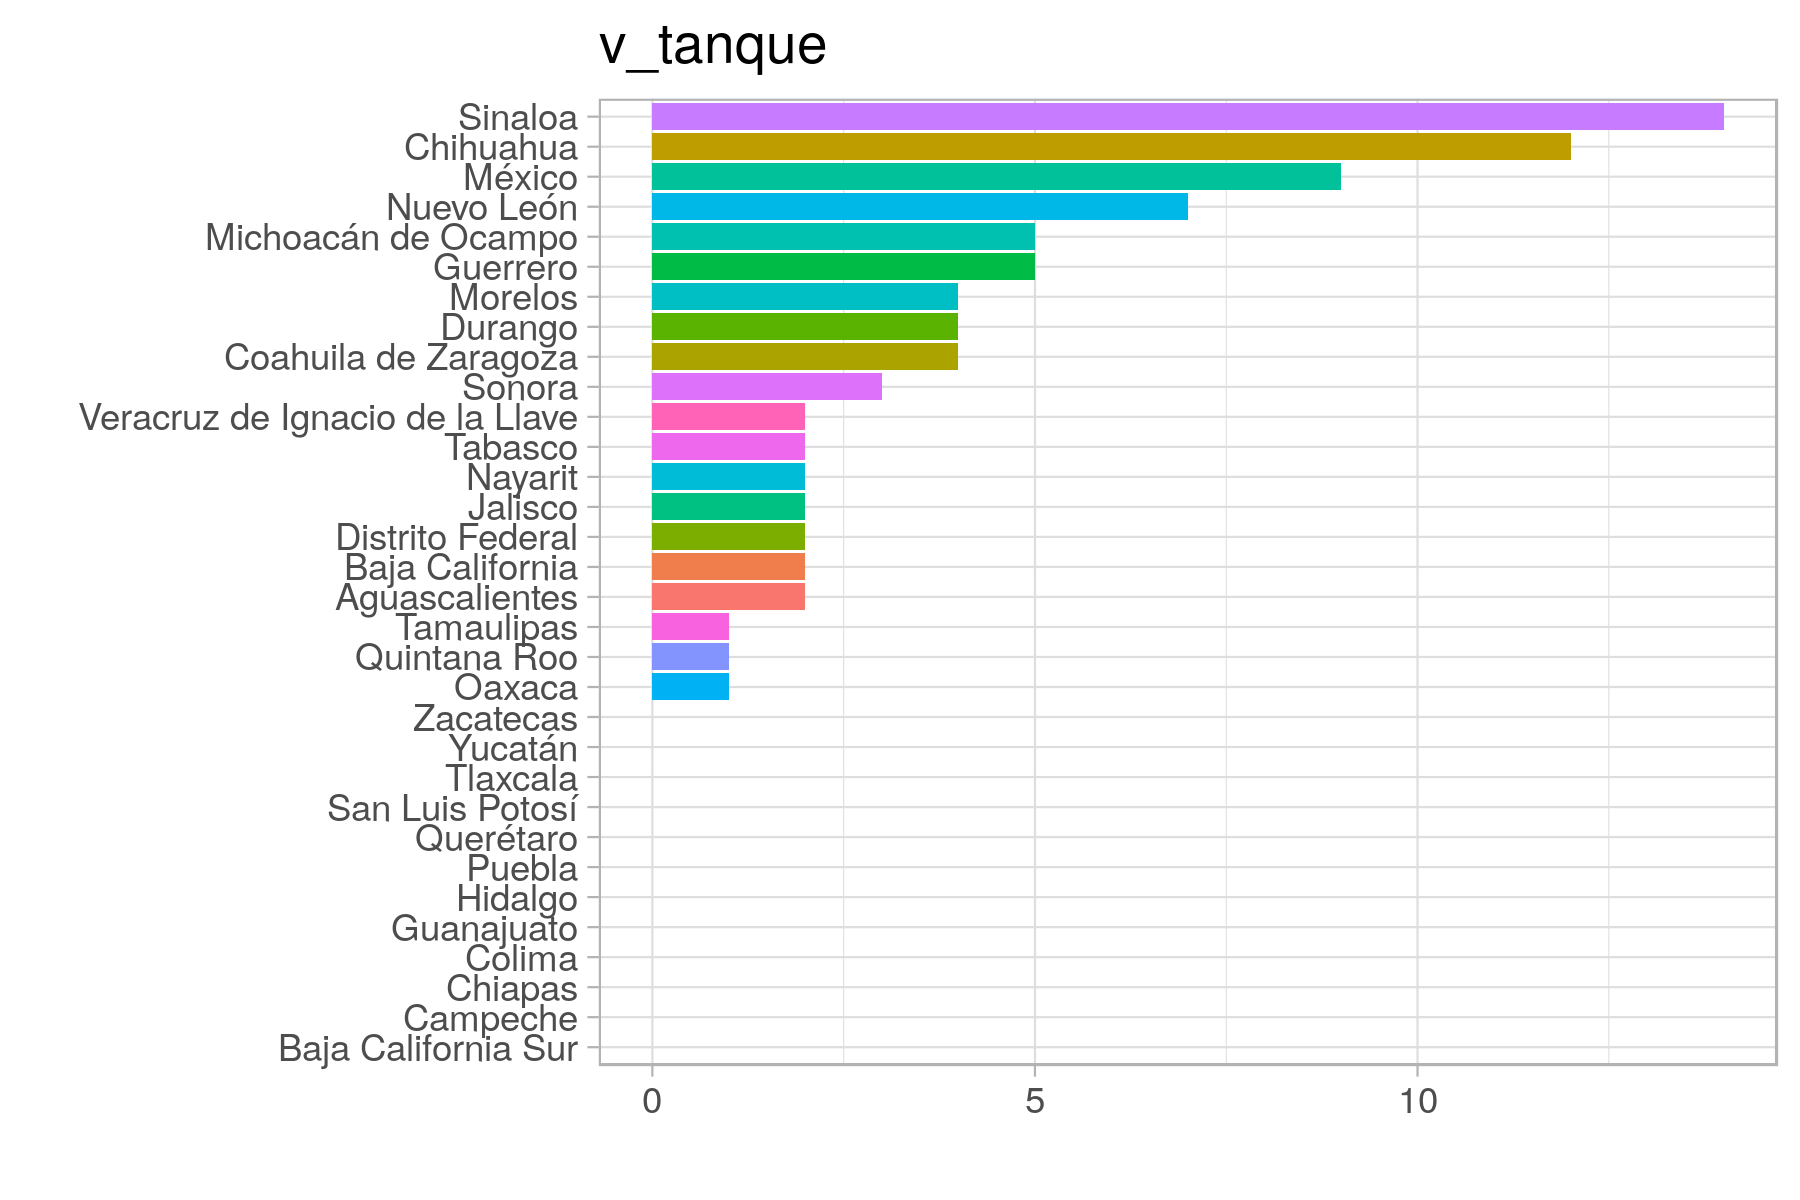 v_tanque
Sinaloa
Chihuahua
México
Nuevo León
Michoacán de Ocampo
Guerrero
Morelos
Durango
Coahuila de Zaragoza
Sonora
Veracruz de Ignacio de la Llave
Tabasco
Nayarit
Jalisco
Distrito Federal
Baja California
Aguascalientes
Tamaulipas
Quintana Roo
Oaxaca
Zacatecas
Yucatán
Tlaxcala
San Luis Potosí
Querétaro
Puebla
Hidalgo
Guanajuato
Colima
Chiapas
Campeche
Baja California Sur
0 5 10